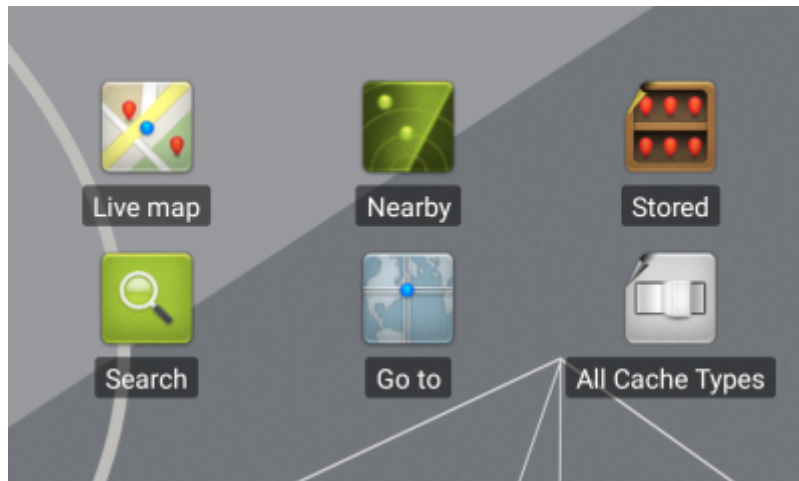 Live map
Nearby
Stored
Search
Go to
All Cache Types